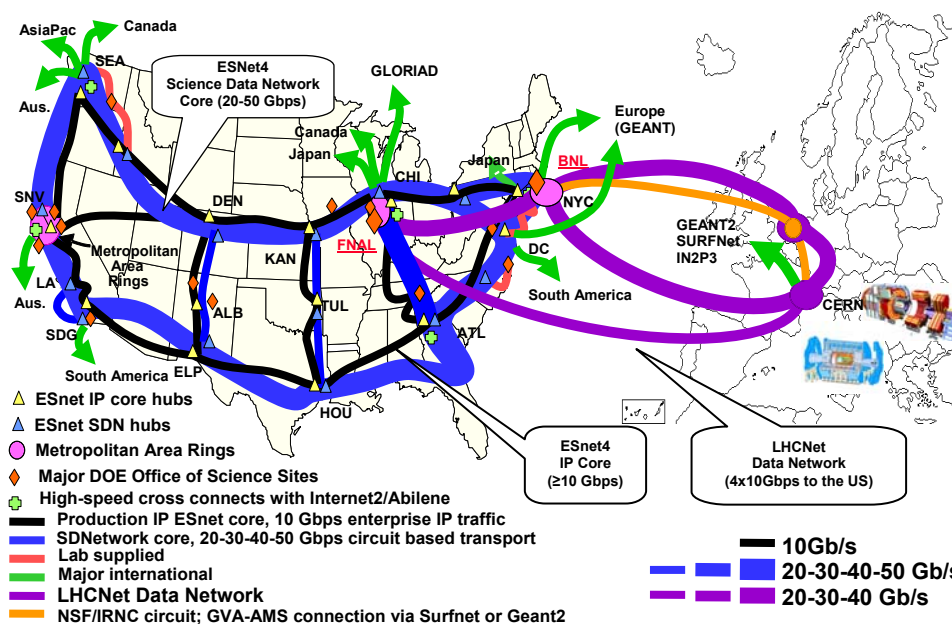 AsiaPac
Canada
SEA
Aus.
ESNet4
Science Data Network
Core (20-50 Gbps)
GLORIAD
Canada
Japan
CHI
Japan
Europe
(GEANT)
BNL
NYC
SNV
DEN
KAN
FNAL
DC
GEANT2
SURFNet
IN2P3
CERN
Metropolitan
Area
Rings
LA
Aus.
SDG
ALB
TUL
ATL
South America
South America
ELP
HOU
ESnet IP core hubs
ESnet SDN hubs
Metropolitan Area Rings
Major DOE Office of Science Sites
High-speed cross connects with Internet2/Abilene
Production IP ESnet core, 10 Gbps enterprise IP traffic
SDNetwork core, 20-30-40-50 Gbps circuit based transport
Lab supplied
Major international
LHCNet Data Network
NSF/IRNC circuit; GVA-AMS connection via Surfnet or Geant2
ESnet4
IP Core
(≥10 Gbps)
LHCNet
Data Network
(4x10Gbps to the US)
10Gb/s
20-30-40-50 Gb/s
20-30-40 Gb/s